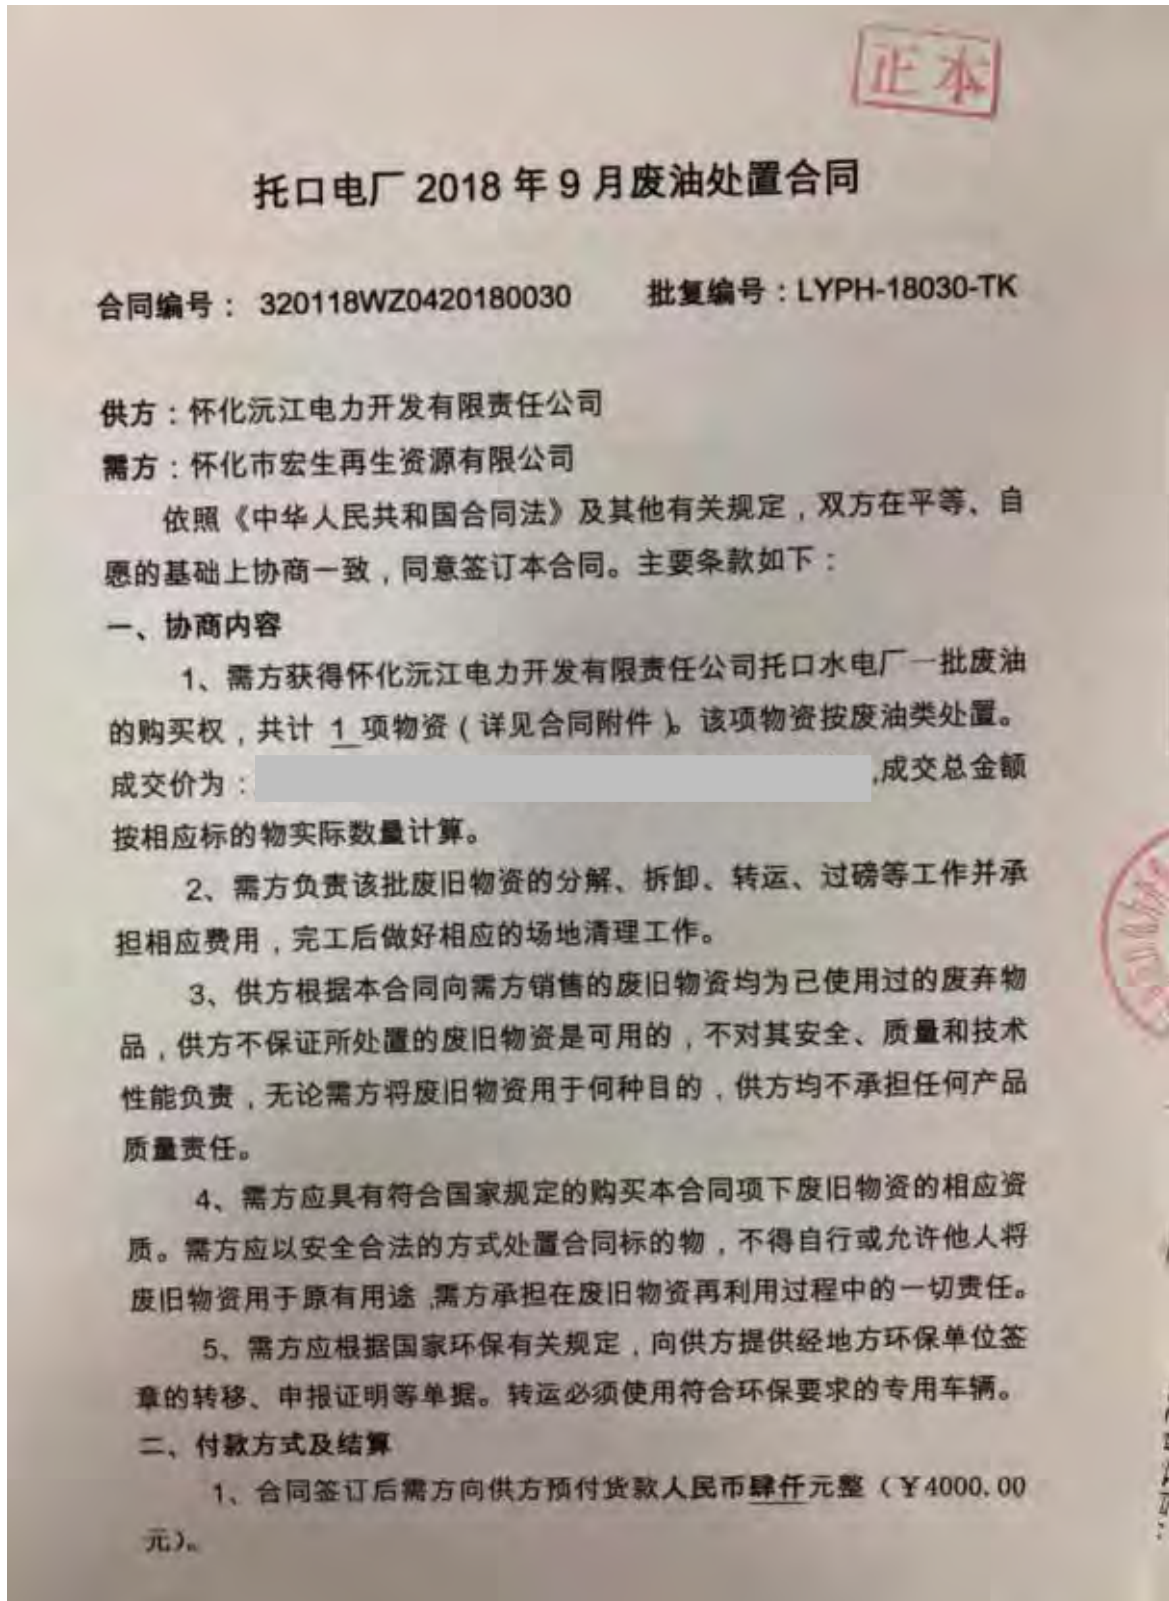 正本
托口电厂 2018 年 9 月废油处置合同
合同编号： 320118WZ0420180030 批复编号：LYPH-18030-TK
供方：怀化沅江电力开发有限责任公司
需方：怀化市宏生再生资源有限公司
依照《中华人民共和国合同法》及其他有关规定，双方在平等、自
愿的基础上协商一致，同意签订本合同。主要条款如下：
一、协商内容
1、需方获得怀化沅江电力开发有限责任公司托口水电厂一批废油
的购买权，共计 1 项物资（详见合同附件）。该项物资按废油类处置。
成交价为： ,成交总金额
按相应标的物实际数量计算。
2、需方负责该批废旧物资的分解、拆卸、转运、过磅等工作并承
担相应费用，完工后做好相应的场地清理工作。
3、供方根据本合同向需方销售的废旧物资均为已使用过的废弃物
品，供方不保证所处置的废旧物资是可用的，不对其安全、质量和技术
性能负责，无论需方将废旧物资用于何种目的，供方均不承担任何产品
质量责任。
4、需方应具有符合国家规定的购买本合同项下废旧物资的相应资
质。需方应以安全合法的方式处置合同标的物，不得自行或允许他人将
废旧物资用于原有用途,需方承担在废旧物资再利用过程中的一切责任。
5、需方应根据国家环保有关规定，向供方提供经地方环保单位签
章的转移、申报证明等单据。转运必须使用符合环保要求的专用车辆。
二、付款方式及结算
1、合同签订后需方向供方预付货款人民币肆仟元整（￥4000.00
元）。